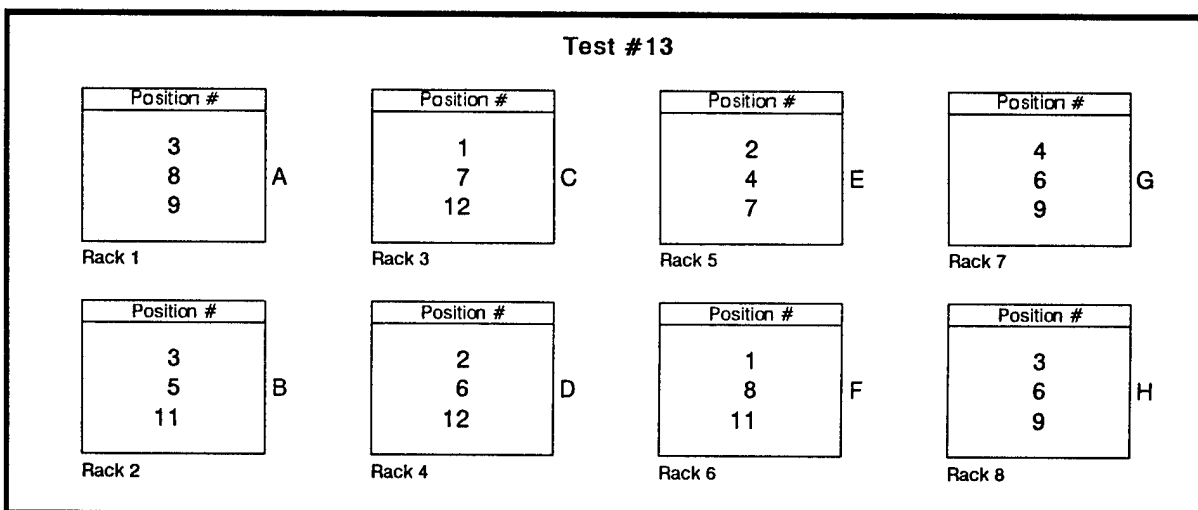 Test #13
Position #
3
8
9
A
Rack 1
Position #
1
7
12
C
Rack 3
Position #
2
4
7
E
Rack 5
Position #
4
6
9
G
Rack 7
Position #
3
5
11
B
Rack 2
Position #
2
6
12
D
Rack 4
Position #
1
8
11
F
Rack 6
Position #
3
6
9
H
Rack 8